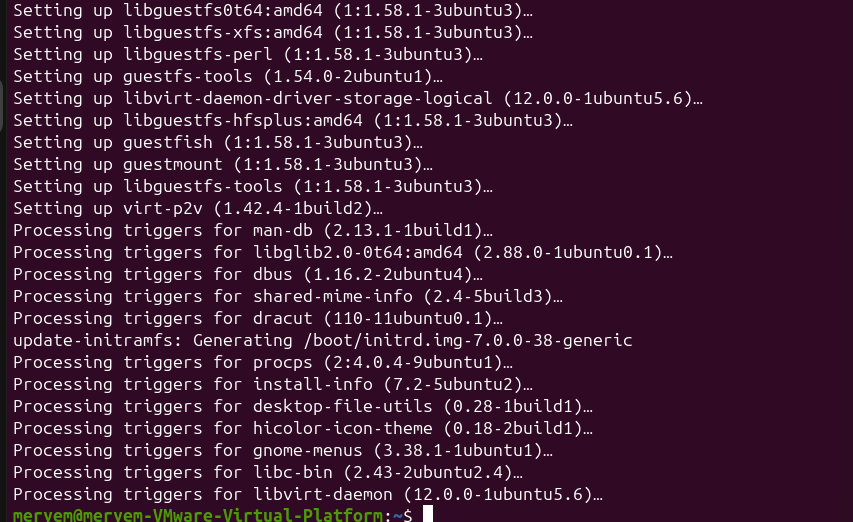 Setting up libguestfs0t64:amd64 (1:1.58.1-3ubuntu3)…
Setting up libguestfs-xfs:amd64 (1:1.58.1-3ubuntu3)…
Setting up libguestfs-perl (1:1.58.1-3ubuntu3)…
Setting up guestfs-tools (1.54.0-2ubuntu1)…
Setting up libvirt-daemon-driver-storage-logical (12.0.0-1ubuntu5.6)…
Setting up libguestfs-hfsplus:amd64 (1:1.58.1-3ubuntu3)…
Setting up guestfish (1:1.58.1-3ubuntu3)…
Setting up guestmount (1:1.58.1-3ubuntu3)…
Setting up libguestfs-tools (1:1.58.1-3ubuntu3)…
Setting up virt-p2v (1.42.4-1build2)…
Processing triggers for man-db (2.13.1-1build1)…
Processing triggers for libglib2.0-0t64:amd64 (2.88.0-1ubuntu0.1)…
Processing triggers for dbus (1.16.2-2ubuntu4)…
Processing triggers for shared-mime-info (2.4-5build3)…
Processing triggers for dracut (110-11ubuntu0.1)…
update-initramfs: Generating /boot/initrd.img-7.0.0-38-generic
Processing triggers for procps (2:4.0.4-9ubuntu1)…
Processing triggers for install-info (7.2-5ubuntu2)…
Processing triggers for desktop-file-utils (0.28-1build1)…
Processing triggers for hicolor-icon-theme (0.18-2build1)…
Processing triggers for gnome-menus (3.38.1-1ubuntu1)…
Processing triggers for libc-bin (2.43-2ubuntu2.4)…
Processing triggers for libvirt-daemon (12.0.0-1ubuntu5.6)…
meryem@meryem-VMware-Virtual-Platform:~$